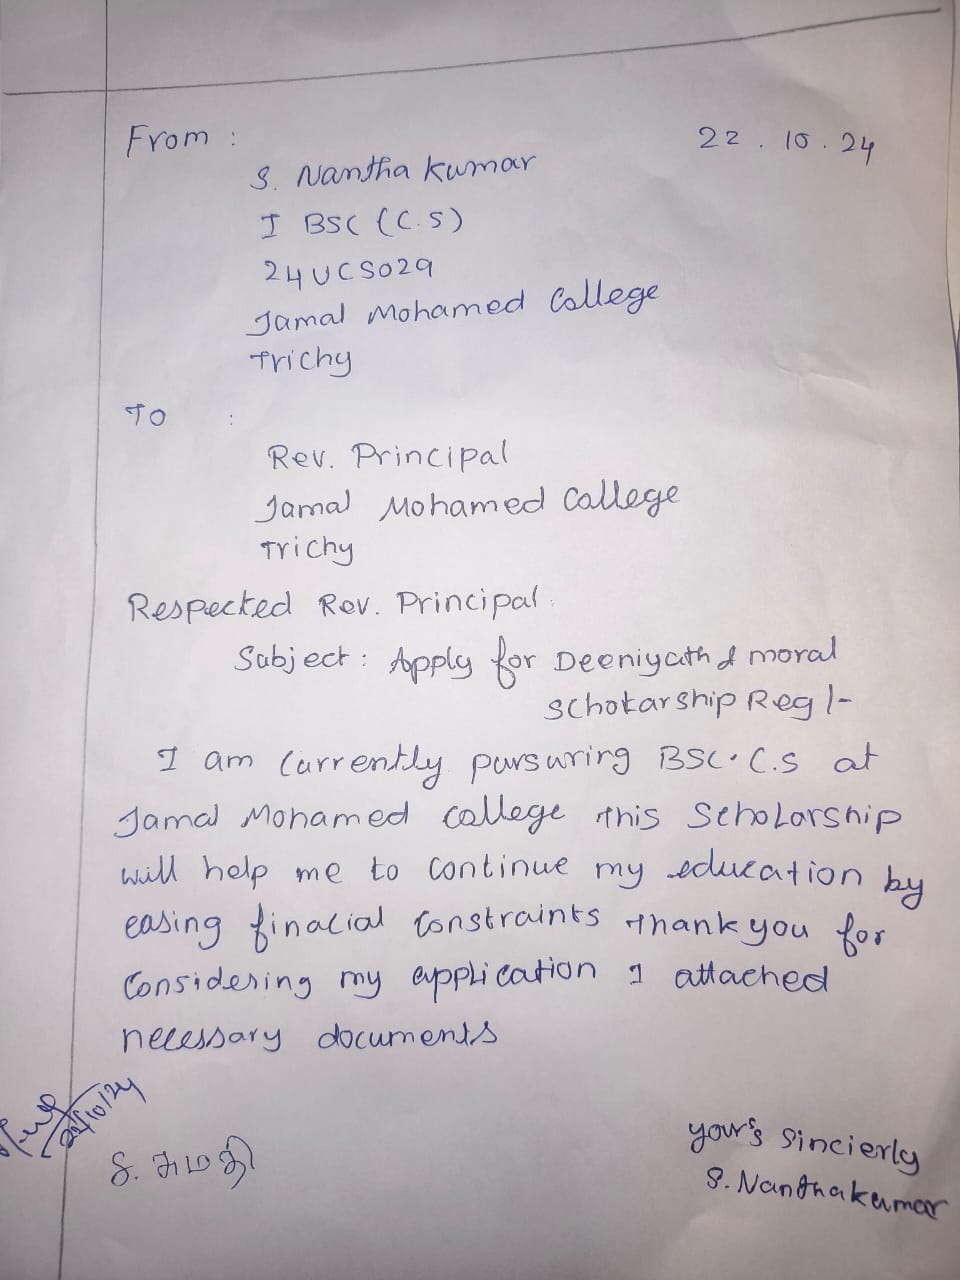 From :
22 . 10 . 24
S. Nantha kumar
I BSC (C.S)
24UCS029
Jamal Mohamed College
Trichy
TO :
Rev. Principal
Jamal Mohamed College
Trichy
Respected Rev. Principal.
Subject : Apply for Deeniyath & moral
Schokarship Reg /-
I am Currently pursuring BSC. C.S at
Jamal Mohamed College This ScholarShip
will help me to Continue my education by
easing finacial Constraints Thank you for
Considering my application I attached
necessary documents
22/10/24
your's sincierly
S. சுமதி
S. Nanthakumar